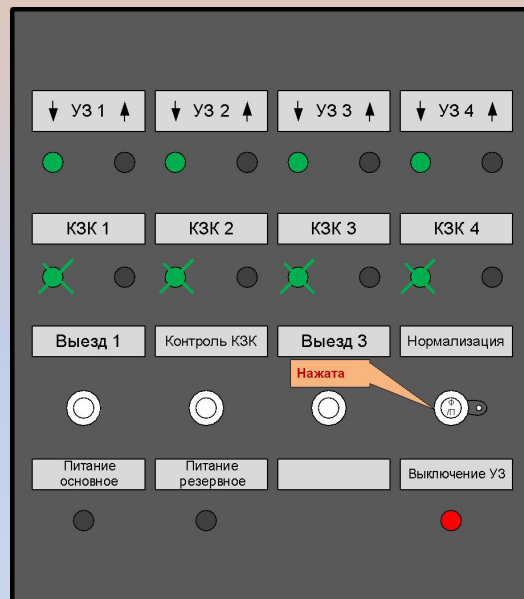 ↓ УЗ 1 ↑
↓ УЗ 2 ↑
↓ УЗ 3 ↑
↓ УЗ 4 ↑
КЗК 1
КЗК 2
КЗК 3
КЗК 4
Выезд 1
Контроль КЗК
Выезд 3
Нормализация
Нажата
Ф
/П
Питание
основное
Питание
резервное
Выключение УЗ